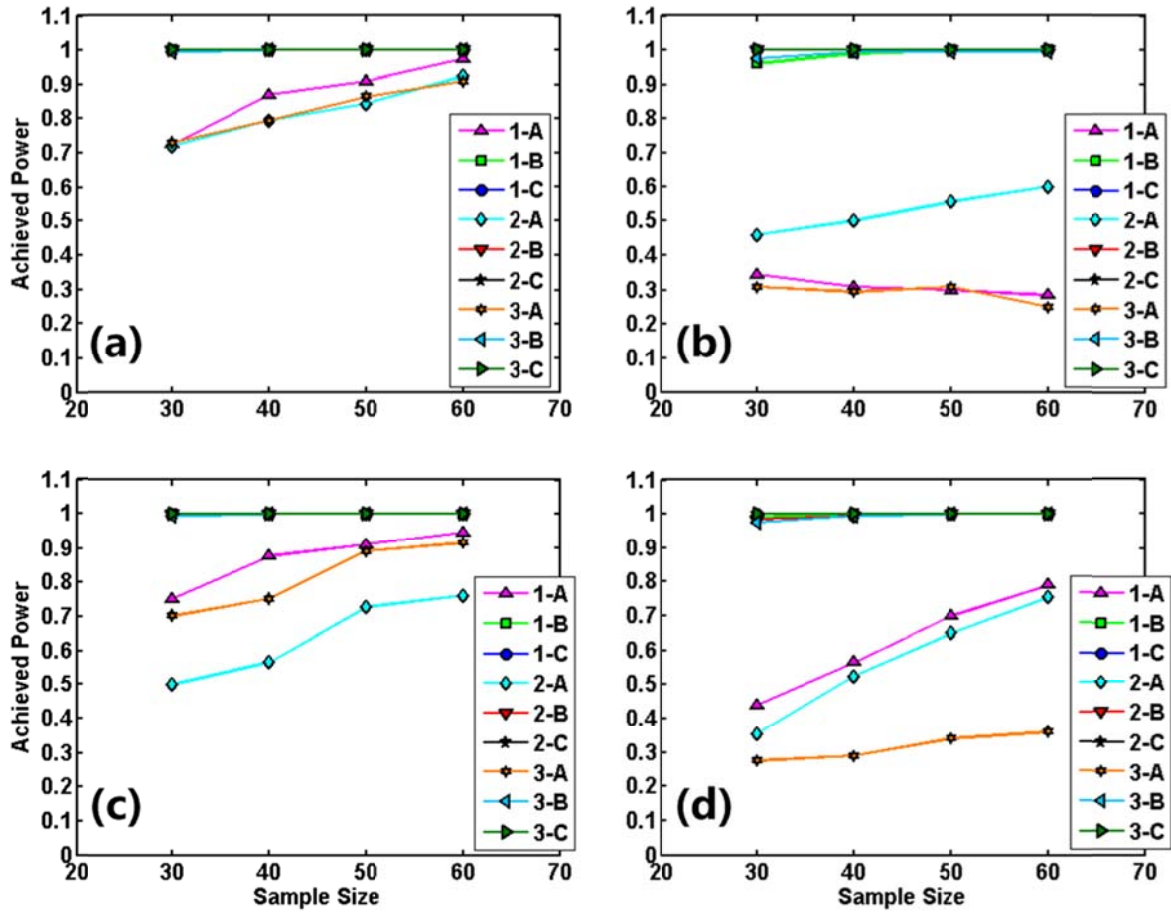 1.1
1
0.9
0.8
0.7
0.6
0.5
0.4
0.3
0.2
0.1
0
Achieved Power
20 30 40 50 60 70
1-A
1-B
1-C
2-A
2-B
2-C
3-A
3-B
3-C
(a)
1.1
1
0.9
0.8
0.7
0.6
0.5
0.4
0.3
0.2
0.1
0
20 30 40 50 60 70
1-A
1-B
1-C
2-A
2-B
2-C
3-A
3-B
3-C
(b)
1.1
1
0.9
0.8
0.7
0.6
0.5
0.4
0.3
0.2
0.1
0
Achieved Power
20 30 40 50 60 70
Sample Size
1-A
1-B
1-C
2-A
2-B
2-C
3-A
3-B
3-C
(c)
1.1
1
0.9
0.8
0.7
0.6
0.5
0.4
0.3
0.2
0.1
0
20 30 40 50 60 70
Sample Size
1-A
1-B
1-C
2-A
2-B
2-C
3-A
3-B
3-C
(d)